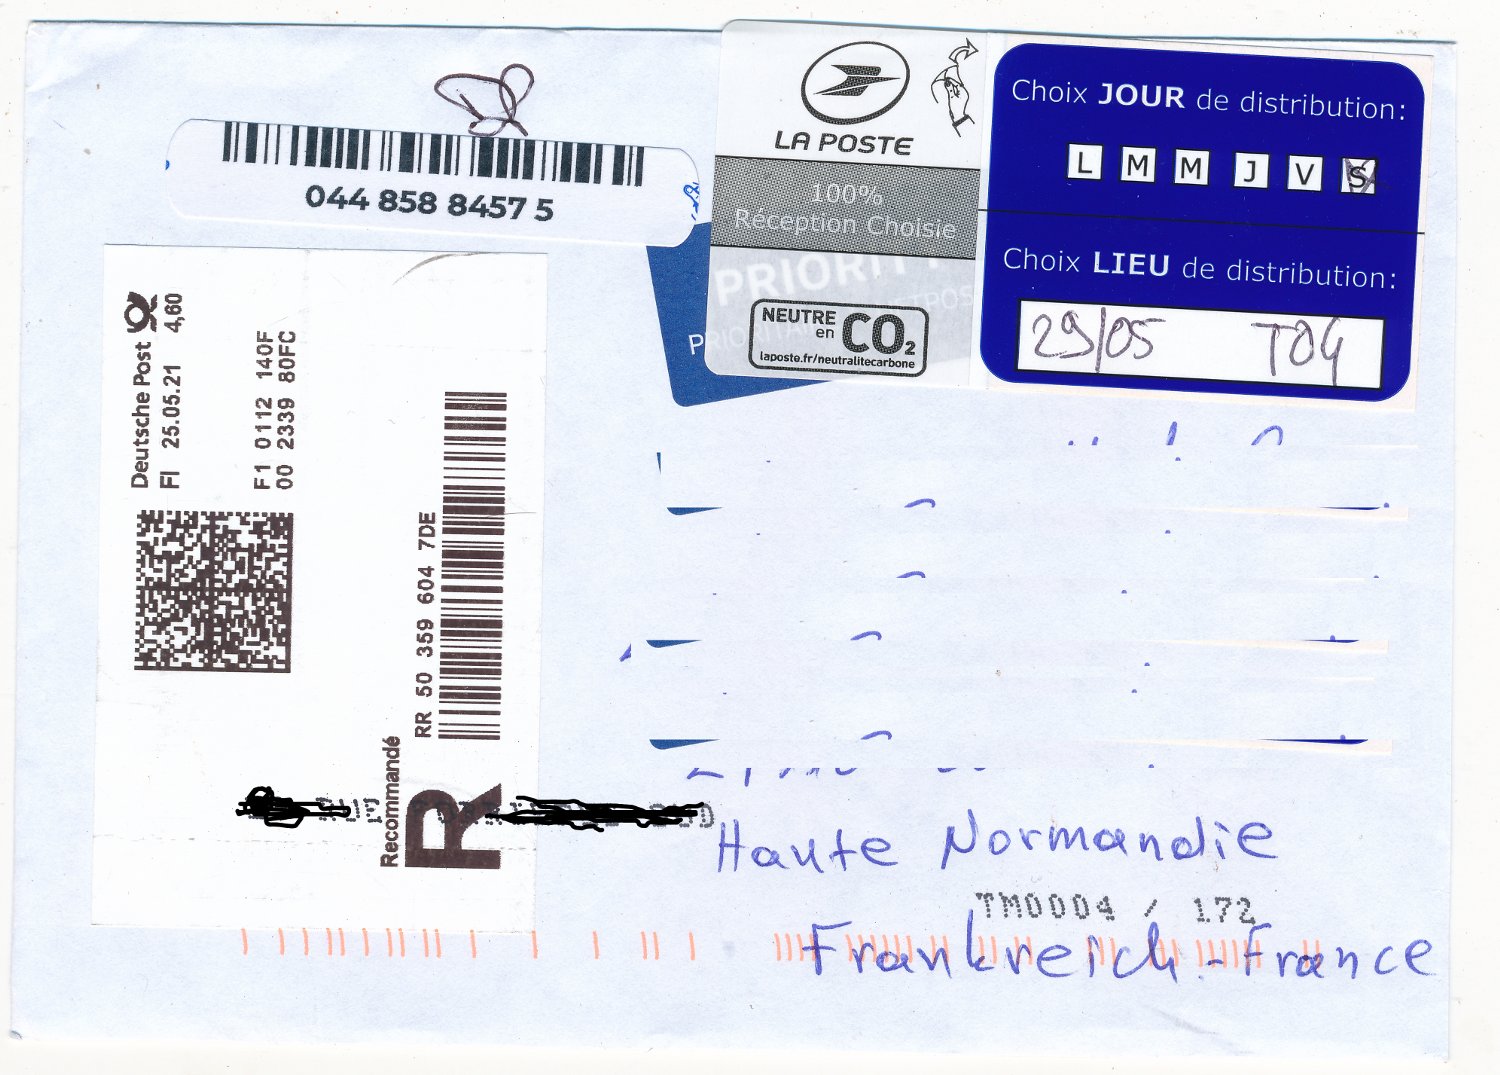 044 858 8457 5
LA POSTE
100%
Réception Choisie
PRIORITY
NEUTRE
en
CO2
laposte.fr/neutralitecarbone
Choix JOUR de distribution:
L M M J V S
Choix LIEU de distribution:
29/05
Deutsche Post
FI 25.05.21 4,60
F1 0112 140F
00 2339 80FC
RR 50 359 604 7DE
Recommandé
R
RUE
Haute Normandie
TM0004 / 172
Frankreich - France